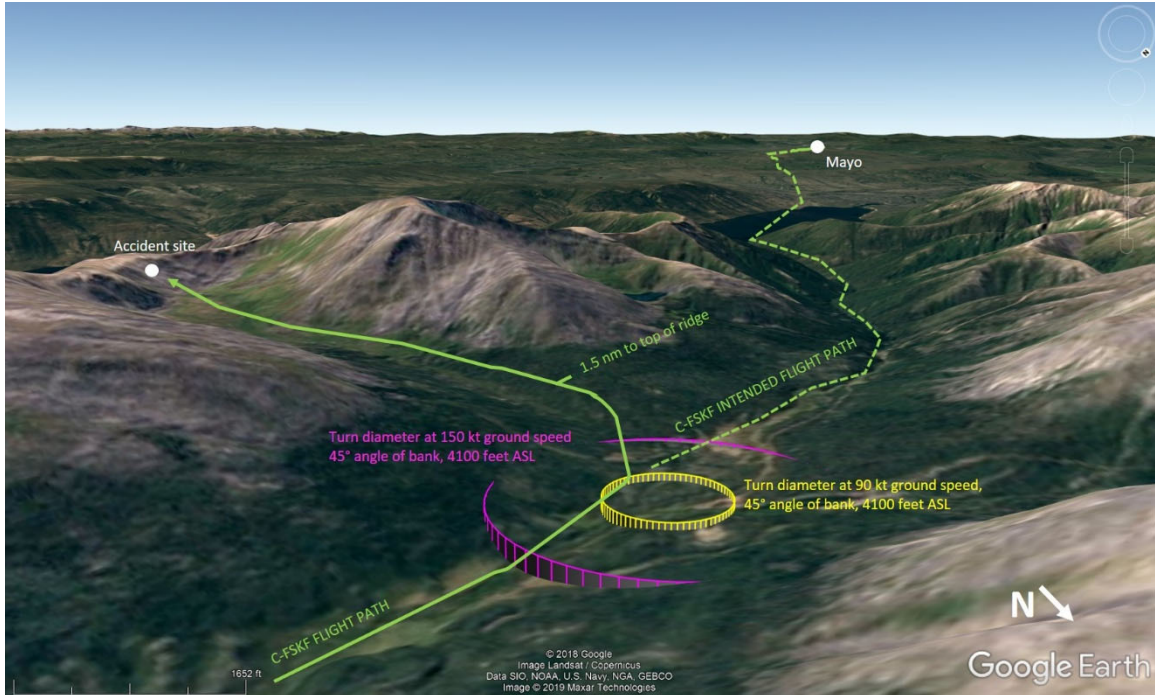 Mayo
Accident site
1.5 nm to top of ridge
C-FSKF INTENDED FLIGHT PATH
Turn diameter at 150 kt ground speed
45° angle of bank, 4100 feet ASL
Turn diameter at 90 kt ground speed,
45° angle of bank, 4100 feet ASL
C-FSKF FLIGHT PATH
N
1652 ft
© 2018 Google
Image Landsat / Copernicus
Data SIO, NOAA, U.S. Navy, NGA, GEBCO
Image © 2019 Maxar Technologies
Google Earth